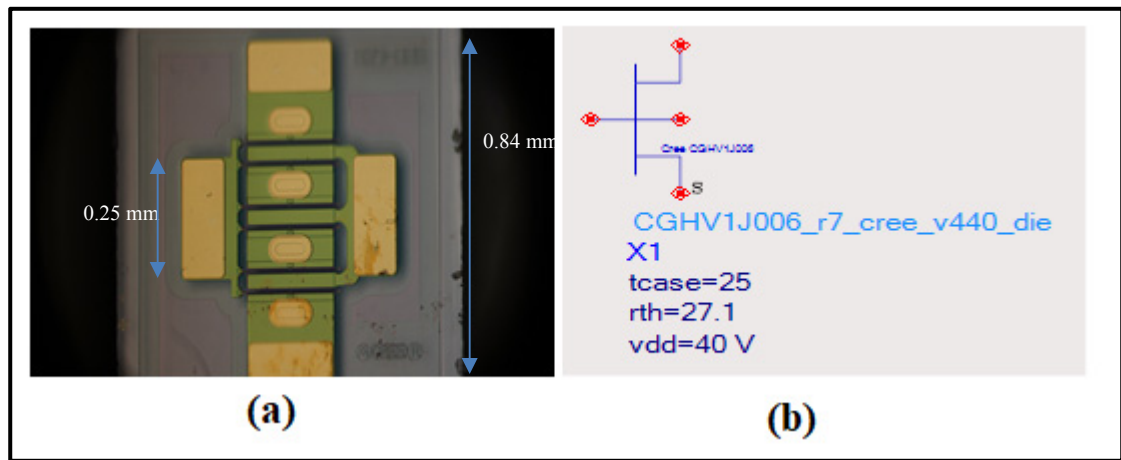 0.84 mm
0.25 mm
(a)
Cree CGHV1J006
S
CGHV1J006_r7_cree_v440_die
X1
tcase=25
rth=27.1
vdd=40 V
(b)